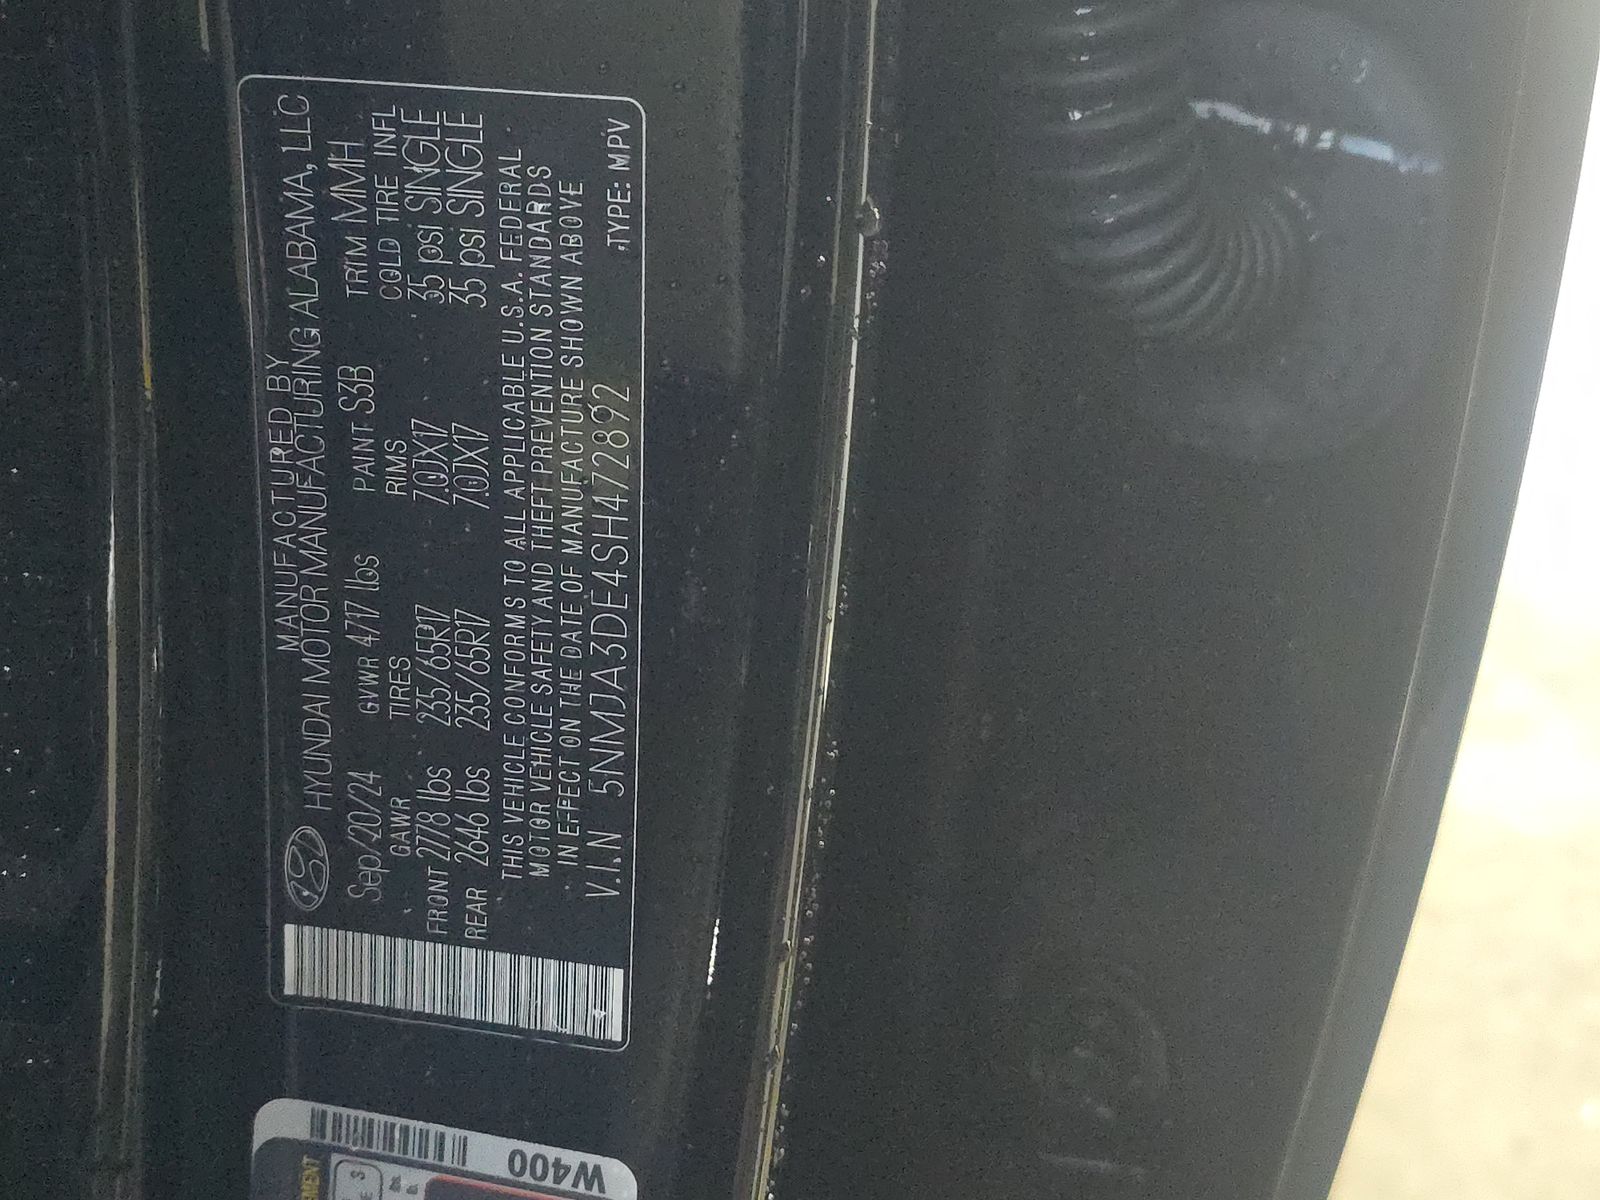 MANUFACTURED BY
HYUNDAI MOTOR MANUFACTURING ALABAMA, LLC
Sep/20/24 GVWR 4717 lbs PAINT S3B TRIM MMH
GAWR TIRES RIMS COLD TIRE INFL
FRONT 2778 lbs 235/65R17 7.0JX17 35 psi SINGLE
REAR 2646 lbs 235/65R17 7.0JX17 35 psi SINGLE
THIS VEHICLE CONFORMS TO ALL APPLICABLE U.S.A. FEDERAL
MOTOR VEHICLE SAFETY AND THEFT PREVENTION STANDARDS
IN EFFECT ON THE DATE OF MANUFACTURE SHOWN ABOVE
V.I.N 5NMJA3DE4SH472892 TYPE: MPV
W400